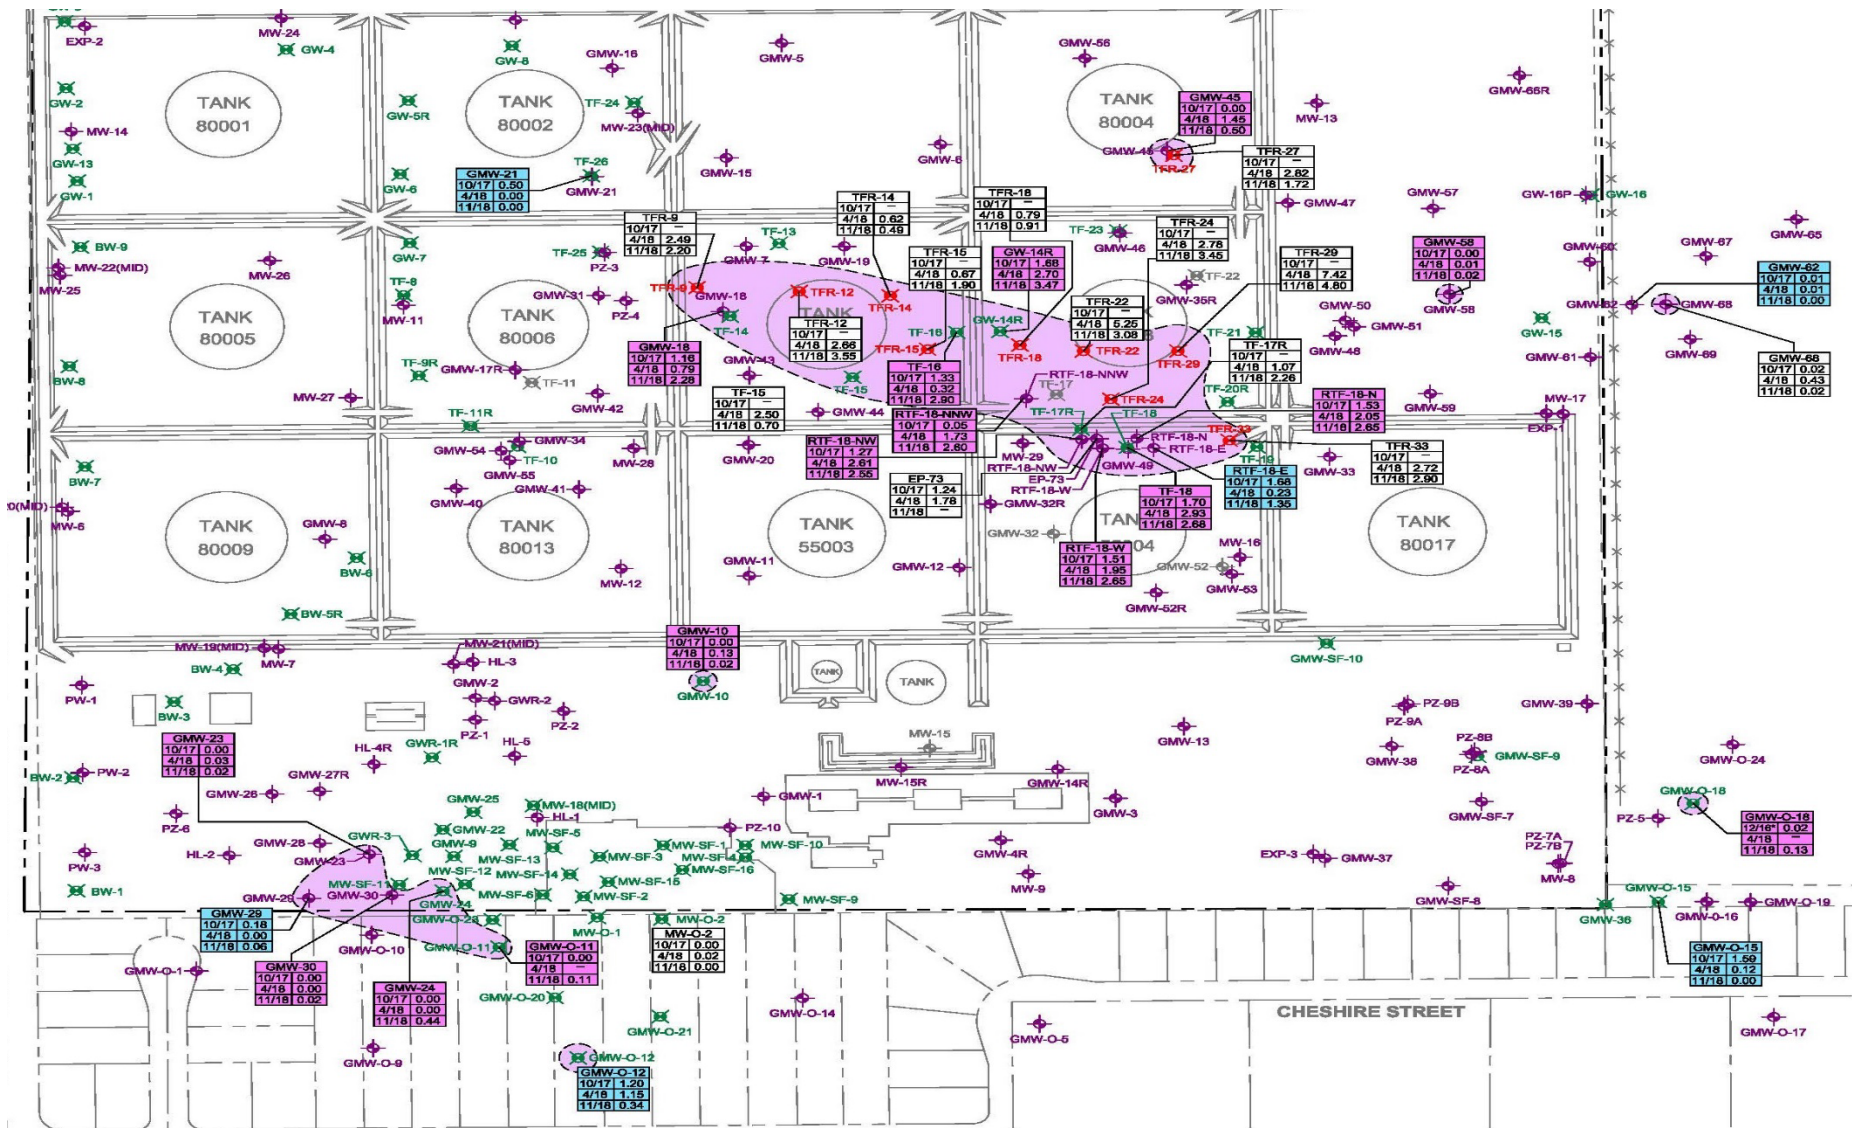 EXP-2
MW-24
GW-4
GW-8
GMW-16
GMW-5
GMW-56
GMW-66R
GW-2
TANK
80001
GW-5R
TANK
80002
TF-24
MW-23(MID)
TANK
80004
GMW-45
10/17 0.00
4/18 1.45
11/18 0.50
MW-13
MW-14
GW-13
GW-1
GW-6
TF-26
GMW-21
GMW-21
10/17 0.50
4/18 0.00
11/18 0.00
GMW-15
GMW-6
GMW-45
TFR-27
TFR-27
10/17 —
4/18 2.82
11/18 1.72
GMW-47
GMW-57
GW-16P
GW-16
GMW-65
TFR-9
10/17 —
4/18 2.49
11/18 2.20
TFR-14
10/17 —
4/18 0.62
11/18 0.49
TFR-18
10/17 —
4/18 0.79
11/18 0.91
TFR-24
10/17 —
4/18 2.78
11/18 3.45
BW-9
MW-22(MID)
MW-25
MW-26
GW-7
TF-25
PZ-3
GMW-7
TF-13
GMW-19
TFR-15
10/17 —
4/18 0.67
11/18 1.90
GW-14R
10/17 1.68
4/18 2.70
11/18 3.47
TF-23
GMW-46
TFR-29
10/17 —
4/18 7.42
11/18 4.80
GMW-58
10/17 0.00
4/18 0.01
11/18 0.02
GMW-60
GMW-67
GMW-62
10/17 0.01
4/18 0.01
11/18 0.00
TF-8
MW-11
GMW-31
PZ-4
TFR-9
GMW-18
TF-14
TFR-12
TFR-14
TF-22
GMW-35R
GMW-58
GMW-62
GMW-68
TANK
80005
TANK
80006
TANK
TFR-12
10/17 —
4/18 2.66
11/18 3.55
TF-16
GW-14R
TFR-22
10/17 —
4/18 5.25
11/18 3.08
TF-21
GMW-50
GMW-51
GMW-48
GW-15
GMW-69
GMW-61
GMW-68
10/17 0.02
4/18 0.43
11/18 0.02
GMW-18
10/17 1.16
4/18 0.79
11/18 2.28
TFR-15
TFR-18
TFR-22
TFR-29
TF-17R
10/17 —
4/18 1.07
11/18 2.26
BW-8
TF-9R
GMW-17R
TF-11
GMW-43
TF-15
TF-16
10/17 1.33
4/18 0.32
11/18 2.90
RTF-18-NNW
TF-17
TFR-24
TF-20R
MW-27
GMW-42
TF-15
10/17 —
4/18 2.50
11/18 0.70
GMW-44
RTF-18-NNW
10/17 0.05
4/18 1.73
11/18 2.60
TF-17R
TF-18
RTF-18-N
10/17 1.53
4/18 2.05
11/18 2.65
GMW-59
MW-17
EXP-1
TF-11R
GMW-34
GMW-54
TF-10
GMW-55
MW-28
GMW-20
RTF-18-NW
10/17 1.27
4/18 2.61
11/18 2.55
MW-29
RTF-18-N
RTF-18-E
GMW-49
TFR-33
TF-19
GMW-33
TFR-33
10/17 —
4/18 2.72
11/18 2.90
BW-7
GMW-40
GMW-41
EP-73
10/17 1.24
4/18 1.78
11/18 —
RTF-18-NW
EP-73
RTF-18-W
RTF-18-E
10/17 1.68
4/18 0.23
11/18 1.35
TF-18
10/17 1.70
4/18 2.93
11/18 2.68
0(MID)
MW-6
GMW-8
TANK
80009
TANK
80013
TANK
55003
GMW-32R
GMW-32
TANK
80017
BW-6
MW-12
GMW-11
GMW-12
RTF-18-W
10/17 1.51
4/18 1.95
11/18 2.65
MW-16
GMW-52
GMW-53
GMW-52R
BW-5R
GMW-10
10/17 0.00
4/18 0.13
11/18 0.02
MW-19(MID)
MW-7
MW-21(MID)
HL-3
BW-4
GMW-SF-10
TANK
TANK
PW-1
GMW-2
GWR-2
PZ-1
PZ-2
GMW-10
BW-3
PZ-9B
PZ-9A
GMW-39
GMW-23
10/17 0.00
4/18 0.03
11/18 0.02
HL-4R
GWR-1R
HL-5
MW-15
GMW-13
GMW-38
PZ-8B
PZ-8A
GMW-SF-9
GMW-O-24
BW-2
PW-2
GMW-26
GMW-27R
MW-15R
GMW-14R
GMW-1
GMW-3
GMW-SF-7
GMW-O-18
PZ-6
GMW-25
MW-18(MID)
HL-1
PZ-10
PZ-5
GMW-O-18
12/16* 0.02
4/18 —
11/18 0.13
PW-3
HL-2
GMW-28
GMW-23
GWR-3
GMW-22
GMW-9
MW-SF-5
MW-SF-13
MW-SF-3
MW-SF-1
MW-SF-10
MW-SF-4
MW-SF-16
GMW-4R
MW-9
EXP-3
GMW-37
PZ-7A
PZ-7B
MW-8
BW-1
GMW-29
MW-SF-11
GMW-30
MW-SF-12
GMW-24
MW-SF-14
MW-SF-6
MW-SF-15
MW-SF-2
MW-SF-9
GMW-SF-8
GMW-O-15
GMW-36
GMW-O-16
GMW-O-19
GMW-29
10/17 0.18
4/18 0.00
11/18 0.06
GMW-O-10
GMW-O-11
MW-O-1
MW-O-2
MW-O-2
10/17 0.00
4/18 0.02
11/18 0.00
GMW-O-1
GMW-30
10/17 0.00
4/18 0.00
11/18 0.02
GMW-24
10/17 0.00
4/18 0.00
11/18 0.44
GMW-O-11
10/17 0.00
4/18 —
11/18 0.11
GMW-O-15
10/17 1.59
4/18 0.12
11/18 0.00
GMW-O-20
GMW-O-21
GMW-O-14
CHESHIRE STREET
GMW-O-5
GMW-O-17
GMW-O-9
GMW-O-12
GMW-O-12
10/17 1.20
4/18 1.15
11/18 0.34